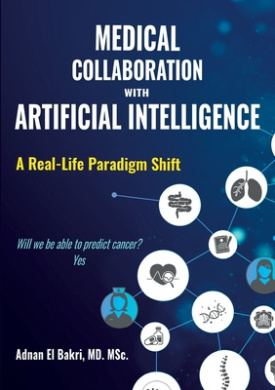 MEDICAL
COLLABORATION
WITH
ARTIFICIAL INTELLIGENCE
A Real-Life Paradigm Shift
Will we be able to predict cancer?
Yes
Adnan El Bakri, MD. MSc.